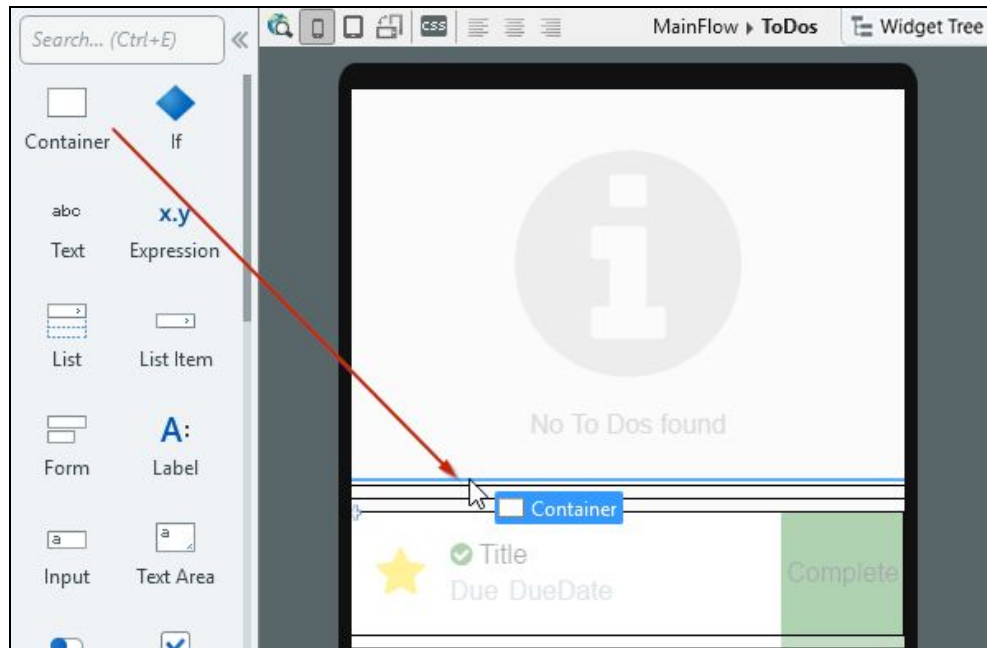 Search... (Ctrl+E)
css
MainFlow ▸ ToDos
Widget Tree
Container
If
abc
Text
x.y
Expression
List
List Item
Form
A:
Label
a
Input
a
Text Area
i
No To Dos found
Container
Title
Due DueDate
Complete